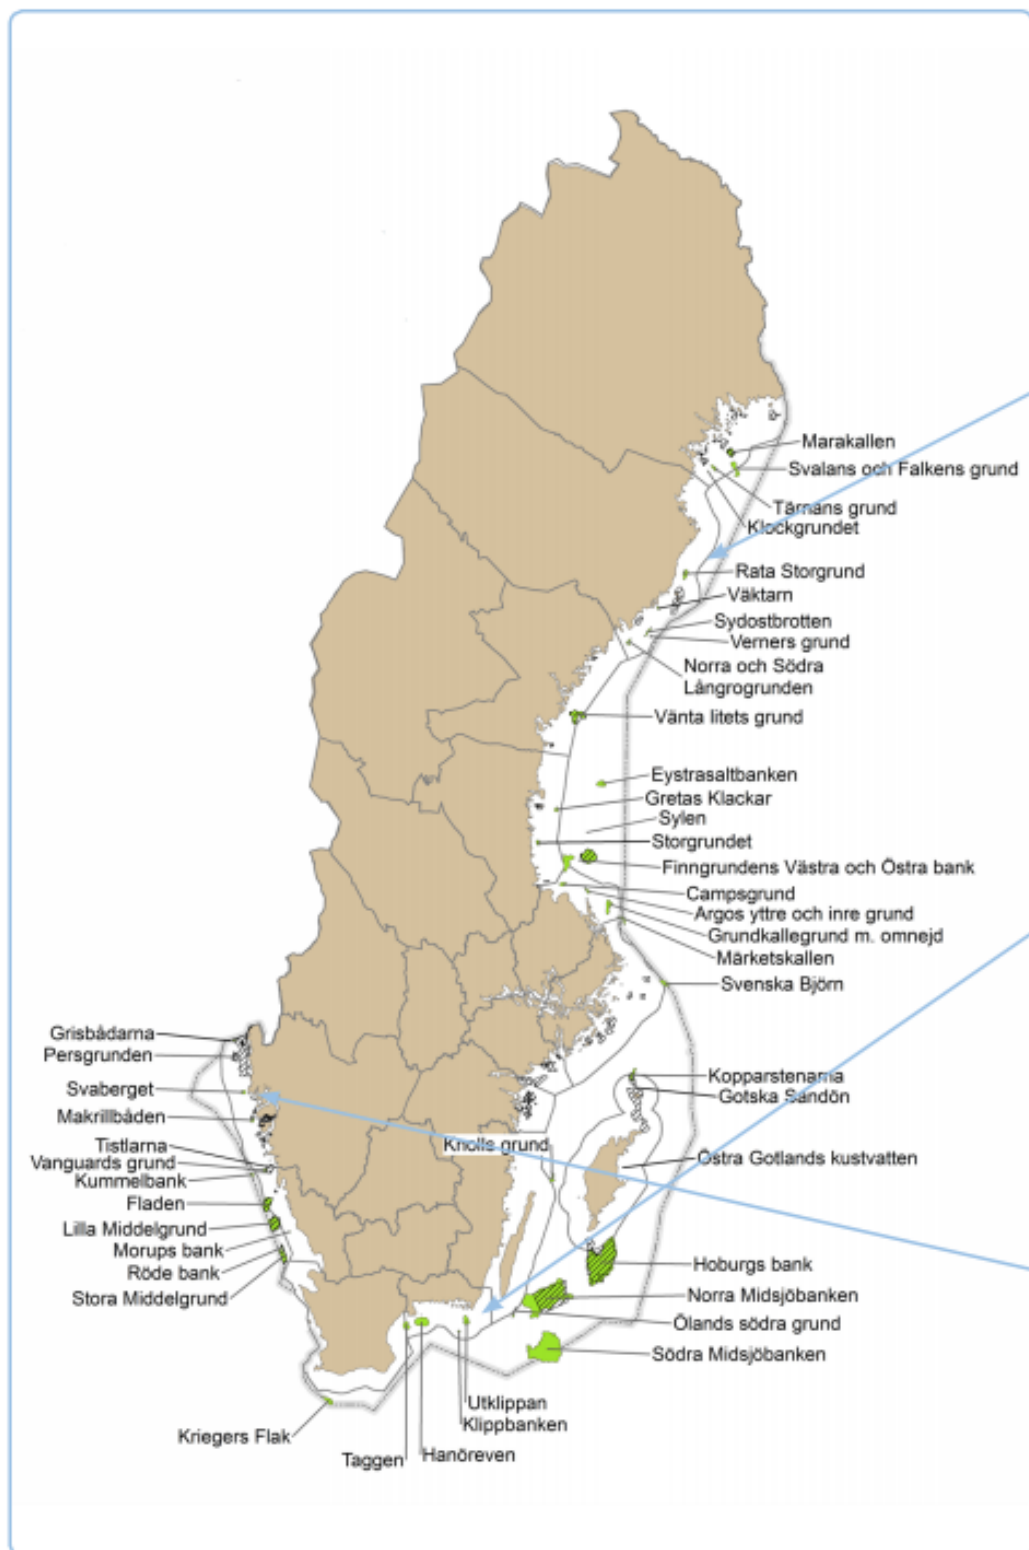 Marakallen
Svalans och Falkens grund
Tärnans grund
Klockgrundet
Rata Storgrund
Väktarn
Sydostbrotten
Verners grund
Norra och Södra
Långrogrunden
Vänta litets grund
Eystrasaltbanken
Gretas Klackar
Sylen
Storgrundet
Finngrundens Västra och Östra bank
Campsgrund
Argos yttre och inre grund
Grundkallegrund m. omnejd
Märketskallen
Svenska Björn
Grisbådarna
Persgrunden
Svaberget
Makrillbåden
Tistlarna
Vanguards grund
Kummelbank
Fladen
Lilla Middelgrund
Morups bank
Röde bank
Stora Middelgrund
Knolls grund
Kopparstenarna
Gotska Sandön
Östra Gotlands kustvatten
Hoburgs bank
Norra Midsjöbanken
Ölands södra grund
Södra Midsjöbanken
Utklippan
Klippbanken
Hanöreven
Taggen
Kriegers Flak